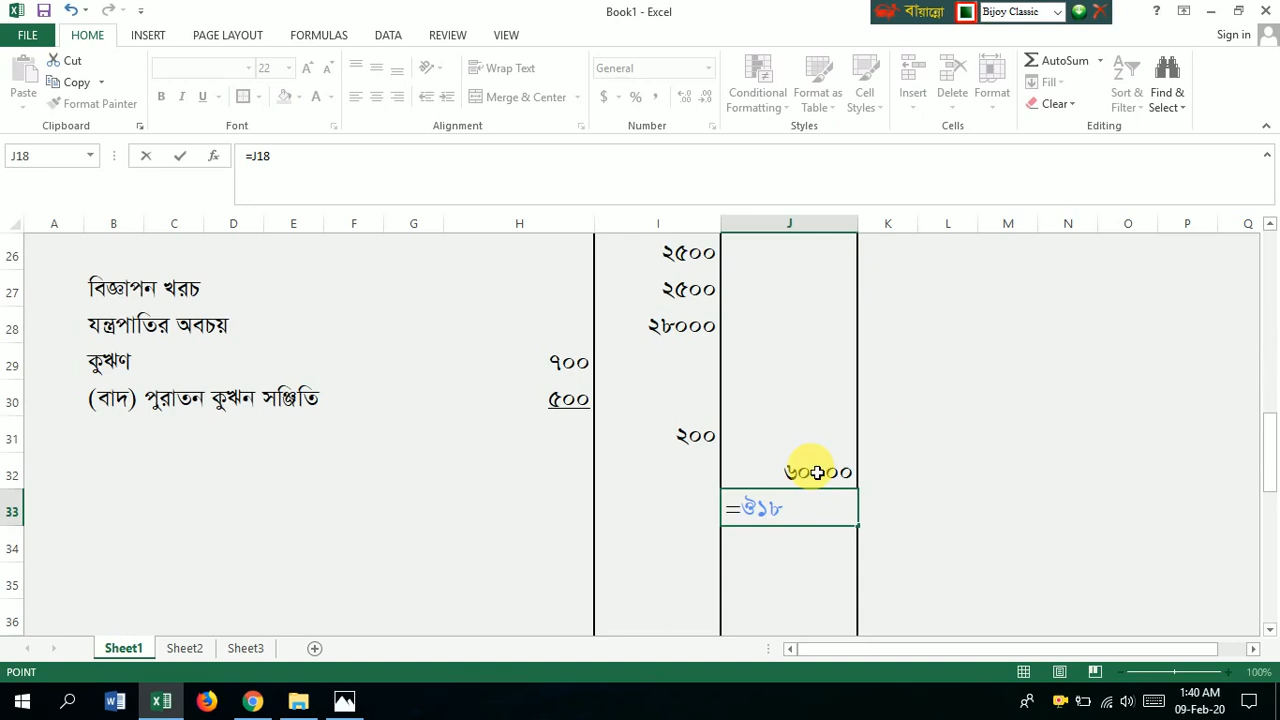 Book1 - Excel
বায়ান্নো
Bijoy Classic
FILE HOME INSERT PAGE LAYOUT FORMULAS DATA REVIEW VIEW
Sign in
Cut
Copy
Format Painter
Paste
Clipboard
22
B I U
A
Font
Wrap Text
Merge & Center
Alignment
General
$ % ,
Number
Conditional Formatting
Format as Table
Cell Styles
Styles
Insert
Delete
Format
Cells
AutoSum
Fill
Clear
Sort & Filter
Find & Select
Editing
J18
fx
=J18
A B C D E F G H I J K L M N O P Q
26 ২৫০০
27 বিজ্ঞাপন খরচ ২৫০০
28 যন্ত্রপাতির অবচয় ২৮০০০
29 কুঋণ ৭০০
30 (বাদ) পুরাতন কুঋন সঞ্জিতি ৫০০
31 ২০০
32
33 =ঔ১৮
34
35
36
Sheet1 Sheet2 Sheet3
POINT
100%
1:40 AM
09-Feb-20